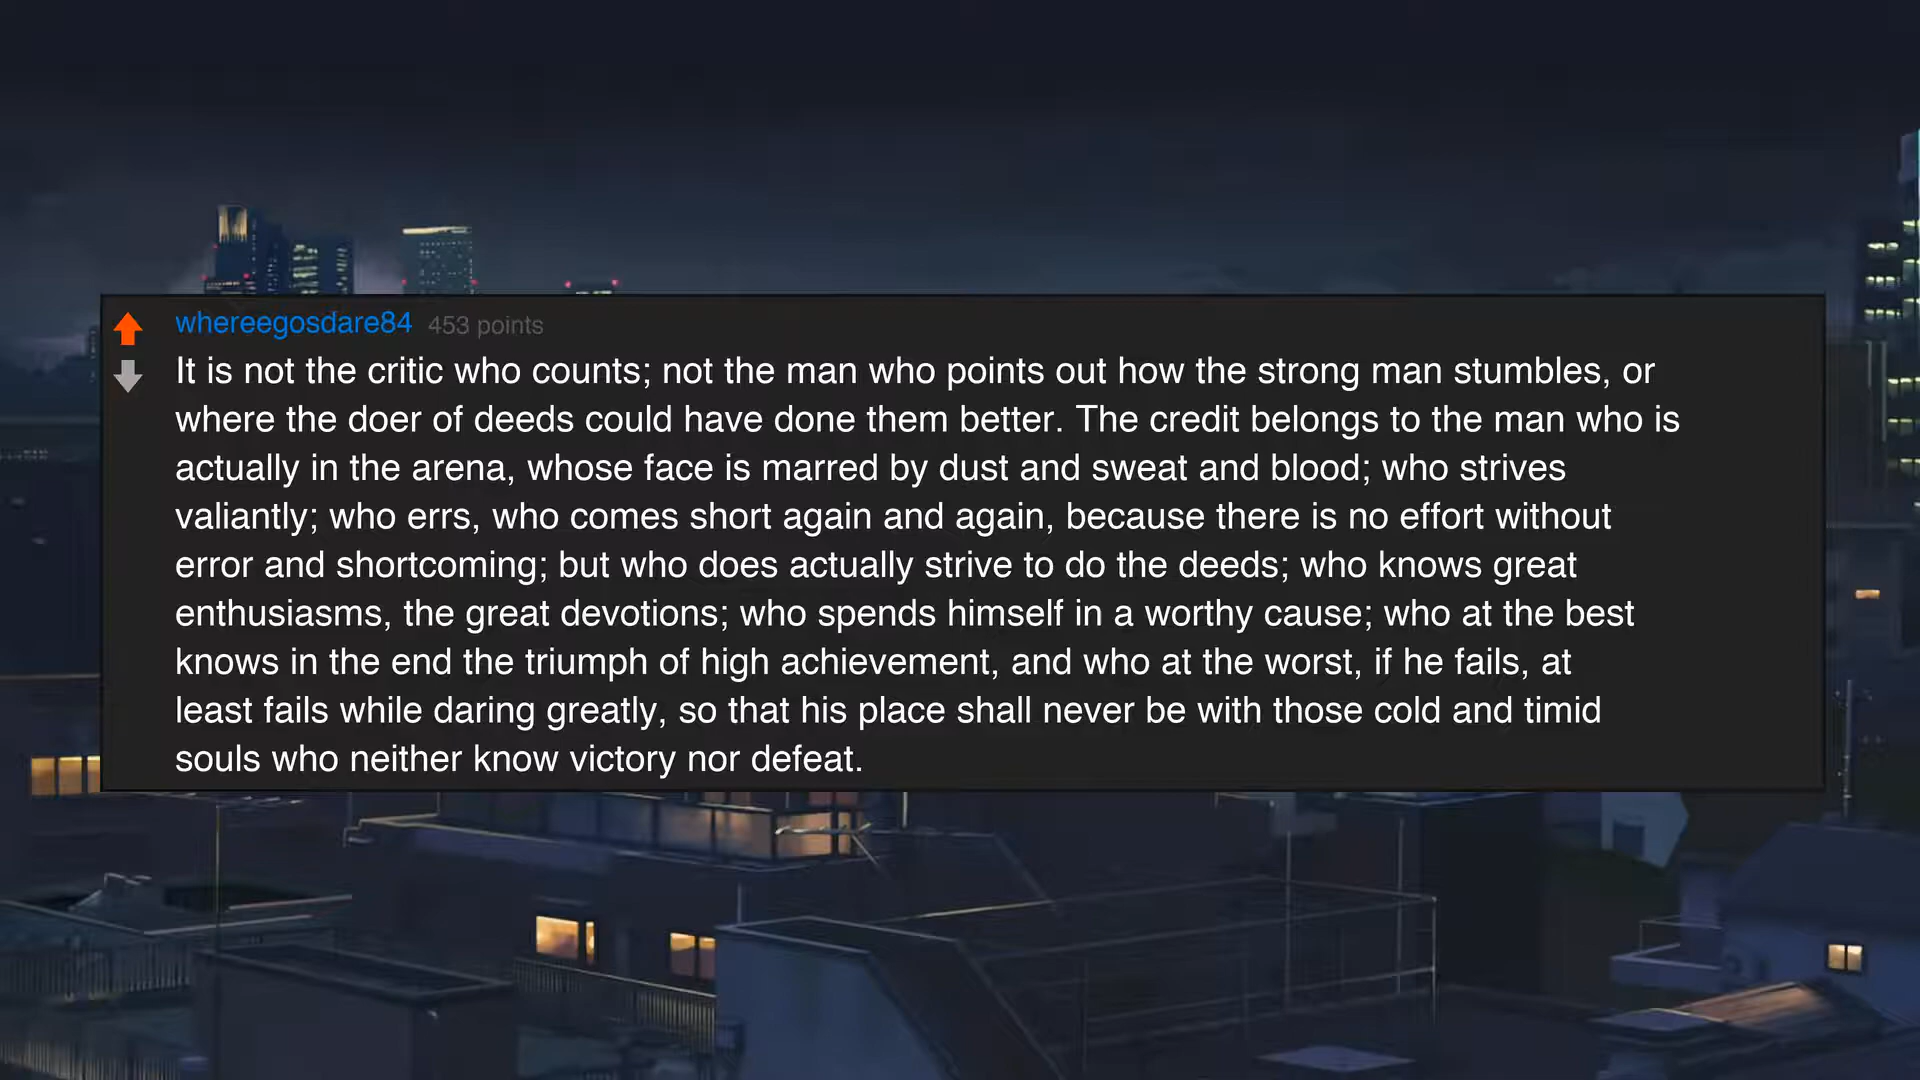 whereegosdare84 453 points
It is not the critic who counts; not the man who points out how the strong man stumbles, or
where the doer of deeds could have done them better. The credit belongs to the man who is
actually in the arena, whose face is marred by dust and sweat and blood; who strives
valiantly; who errs, who comes short again and again, because there is no effort without
error and shortcoming; but who does actually strive to do the deeds; who knows great
enthusiasms, the great devotions; who spends himself in a worthy cause; who at the best
knows in the end the triumph of high achievement, and who at the worst, if he fails, at
least fails while daring greatly, so that his place shall never be with those cold and timid
souls who neither know victory nor defeat.